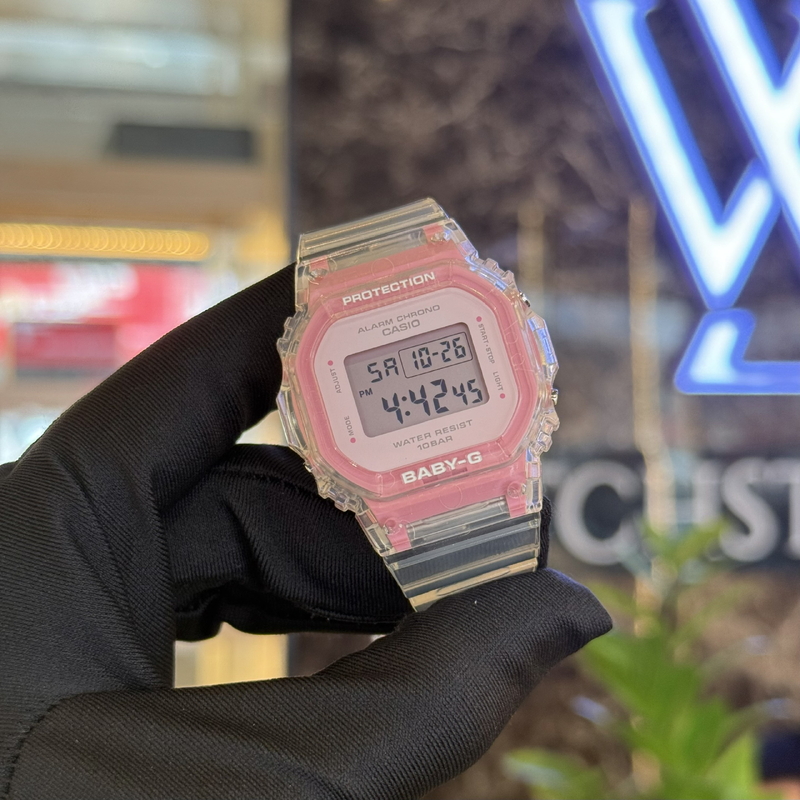 PROTECTION
ALARM CHRONO
CASIO
ADJUST
START·STOP
SA 10-26
PM 4:42 45
MODE
LIGHT
WATER RESIST
10BAR
BABY-G
W